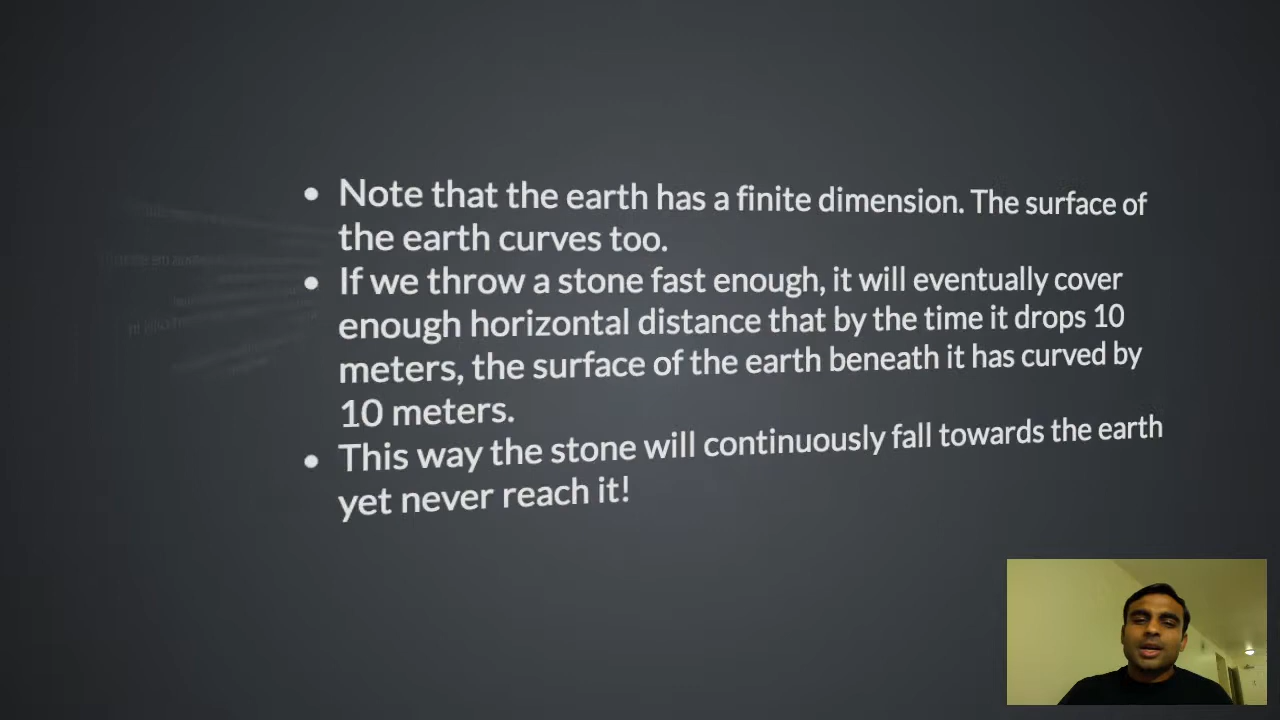 • Note that the earth has a finite dimension. The surface of
the earth curves too.
• If we throw a stone fast enough, it will eventually cover
enough horizontal distance that by the time it drops 10
meters, the surface of the earth beneath it has curved by
10 meters.
• This way the stone will continuously fall towards the earth
yet never reach it!